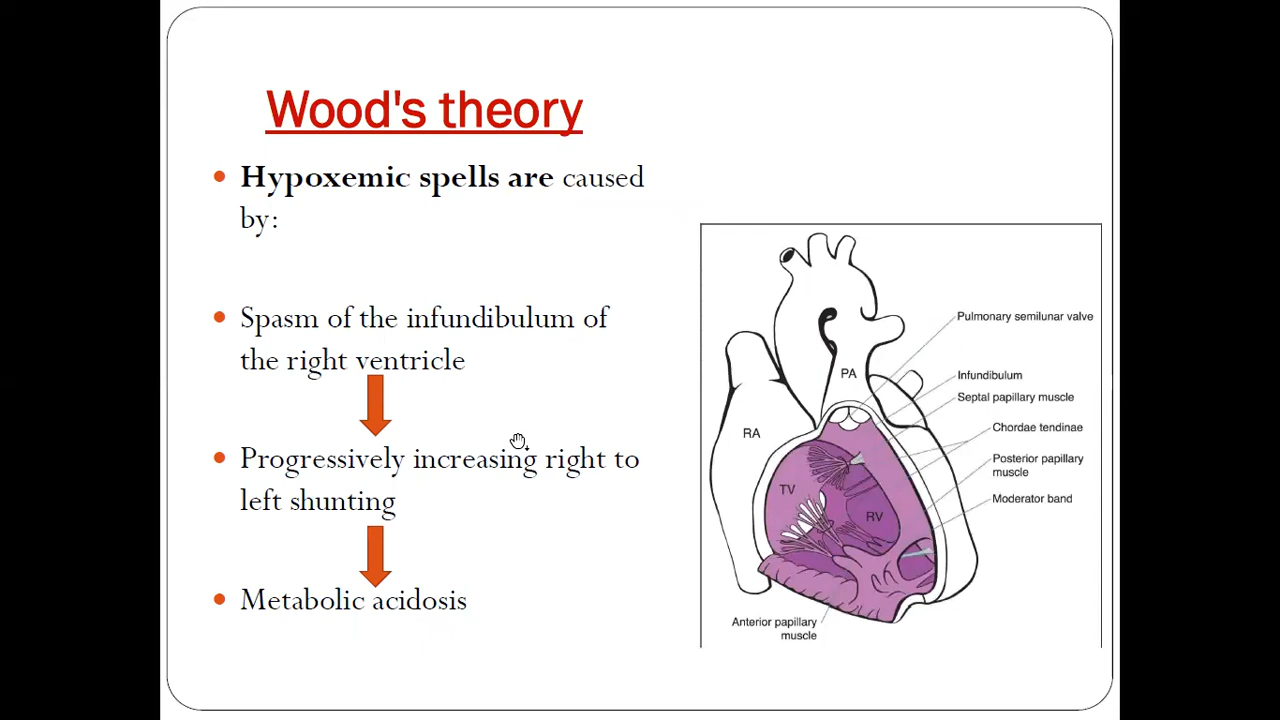 Wood's theory
Hypoxemic spells are caused
by:
Spasm of the infundibulum of
the right ventricle
Progressively increasing right to
left shunting
Metabolic acidosis
Pulmonary semilunar valve
Infundibulum
Septal papillary muscle
Chordae tendinae
Posterior papillary
muscle
Moderator band
PA
RA
TV
RV
Anterior papillary
muscle